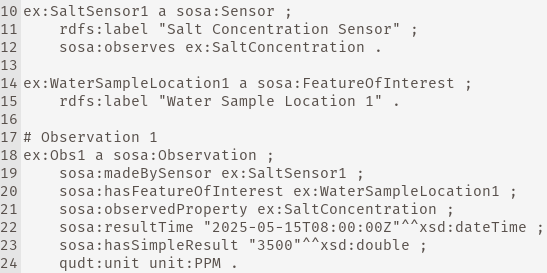 10 ex:SaltSensor1 a sosa:Sensor ;
11     rdfs:label "Salt Concentration Sensor" ;
12     sosa:observes ex:SaltConcentration .
13
14 ex:WaterSampleLocation1 a sosa:FeatureOfInterest ;
15     rdfs:label "Water Sample Location 1" .
16
17 # Observation 1
18 ex:Obs1 a sosa:Observation ;
19     sosa:madeBySensor ex:SaltSensor1 ;
20     sosa:hasFeatureOfInterest ex:WaterSampleLocation1 ;
21     sosa:observedProperty ex:SaltConcentration ;
22     sosa:resultTime "2025-05-15T08:00:00Z"^^xsd:dateTime ;
23     sosa:hasSimpleResult "3500"^^xsd:double ;
24     qudt:unit unit:PPM .